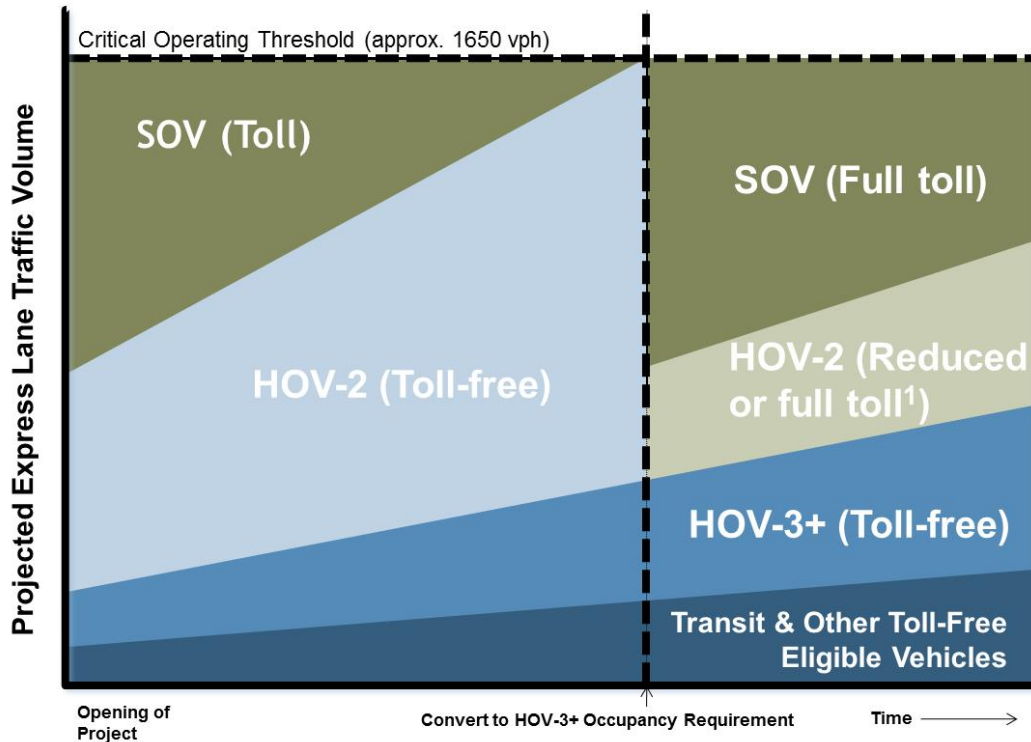 Critical Operating Threshold (approx. 1650 vph)
Projected Express Lane Traffic Volume
SOV (Toll)
HOV-2 (Toll-free)
SOV (Full toll)
HOV-2 (Reduced
or full toll¹)
HOV-3+ (Toll-free)
Transit & Other Toll-Free
Eligible Vehicles
Opening of
Project
Convert to HOV-3+ Occupancy Requirement
Time